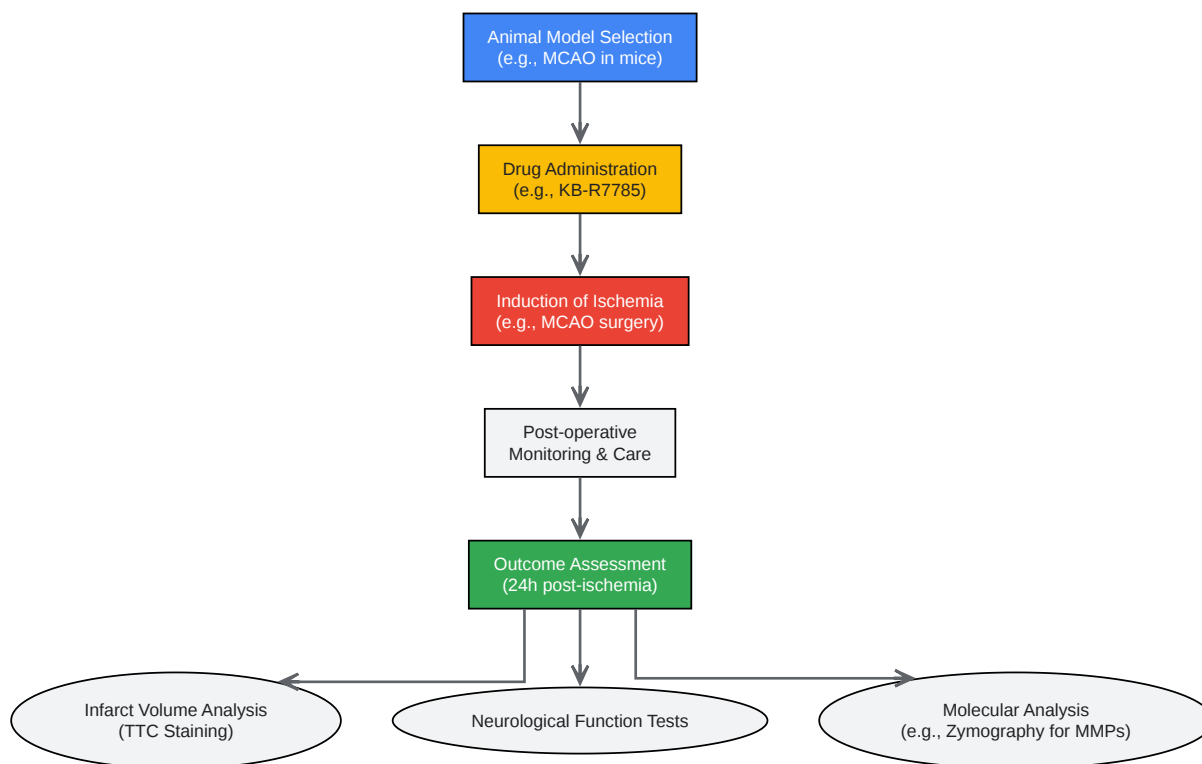 Animal Model Selection
(e.g., MCAO in mice)
Drug Administration
(e.g., KB-R7785)
Induction of Ischemia
(e.g., MCAO surgery)
Post-operative
Monitoring & Care
Outcome Assessment
(24h post-ischemia)
Infarct Volume Analysis
(TTC Staining)
Neurological Function Tests
Molecular Analysis
(e.g., Zymography for MMPs)